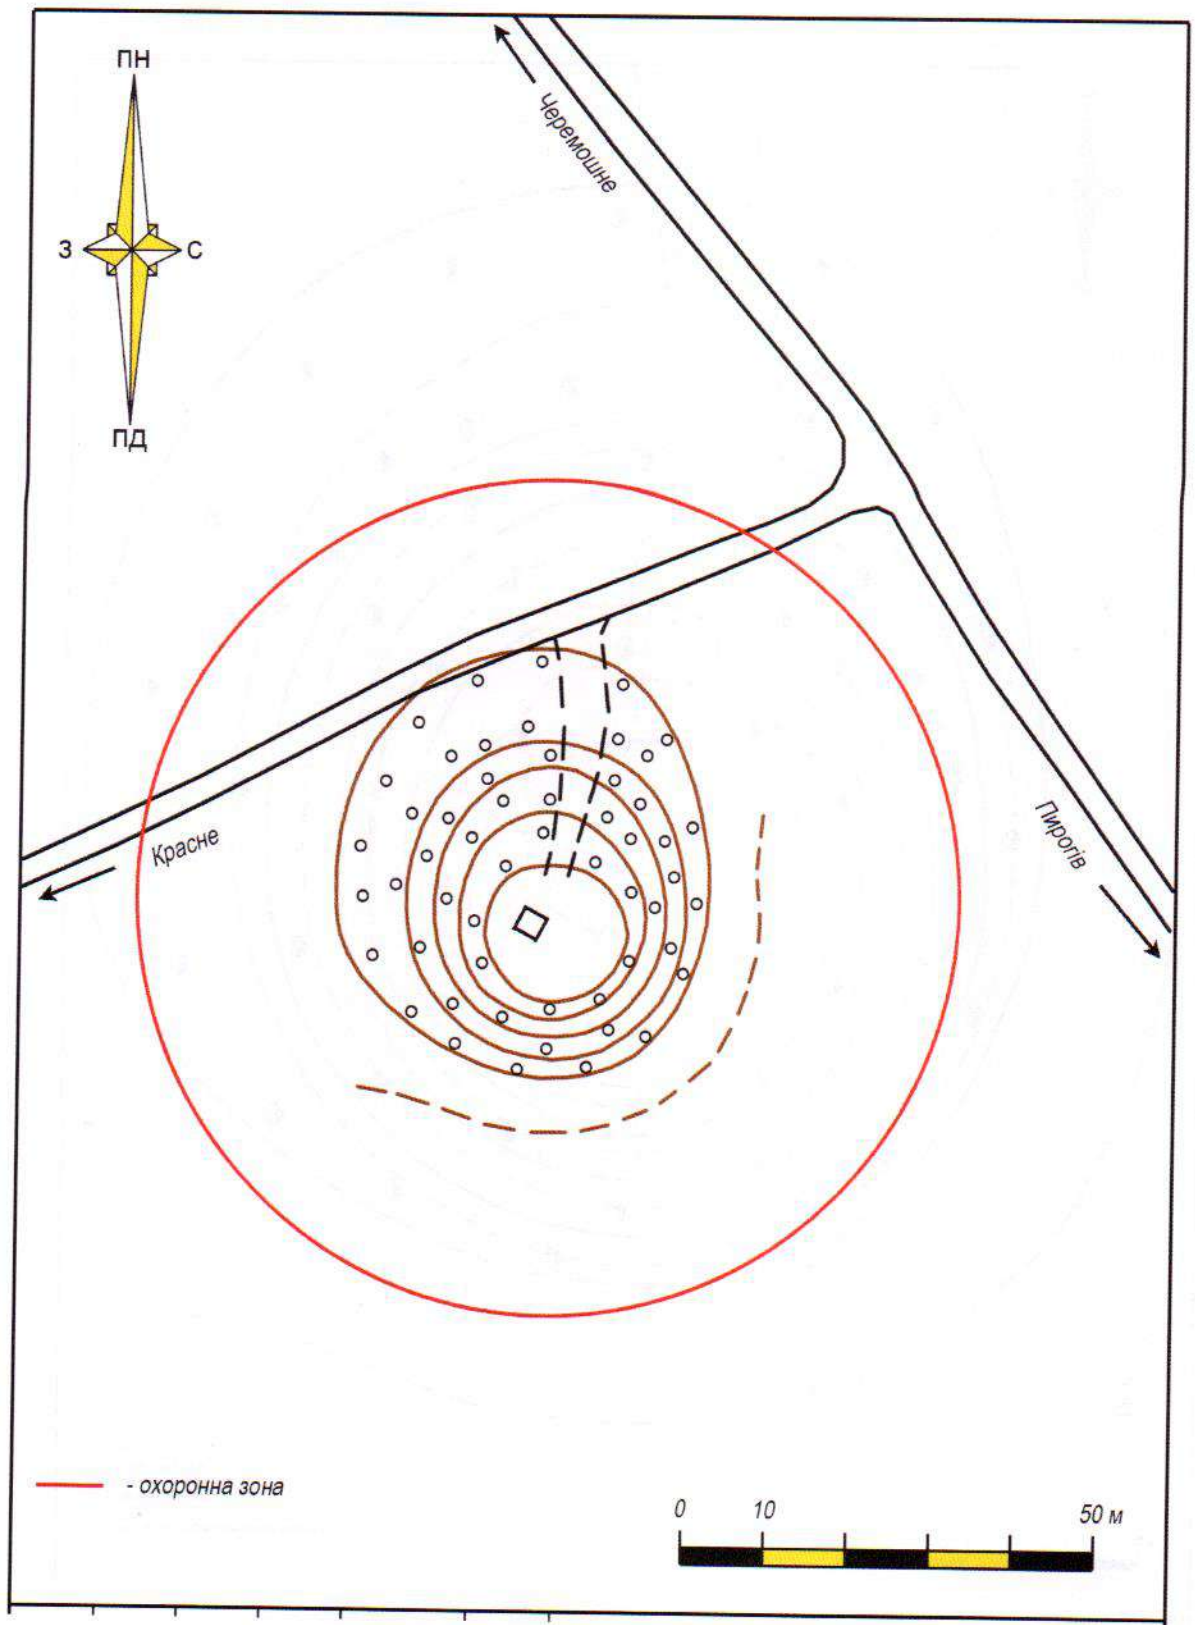 ПН
Черемошне
З
С
ПД
Красне
Пирогів
- охоронна зона
0 10 50 м